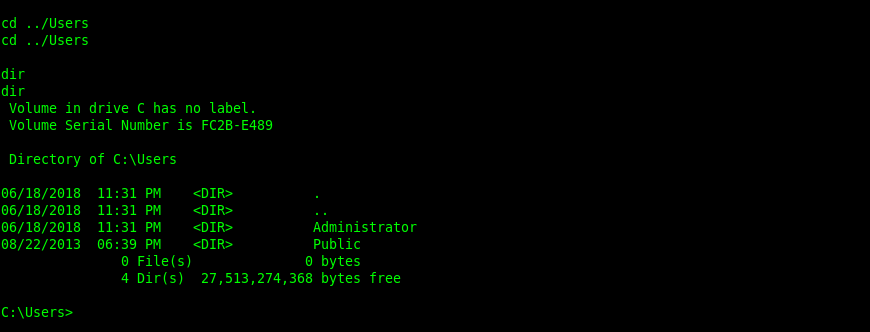 cd ../Users
cd ../Users
dir
dir
Volume in drive C has no label.
Volume Serial Number is FC2B-E489
Directory of C:\Users
06/18/2018  11:31 PM    <DIR>          .
06/18/2018  11:31 PM    <DIR>          ..
06/18/2018  11:31 PM    <DIR>          Administrator
08/22/2013  06:39 PM    <DIR>          Public
0 File(s)              0 bytes
4 Dir(s)  27,513,274,368 bytes free
C:\Users>